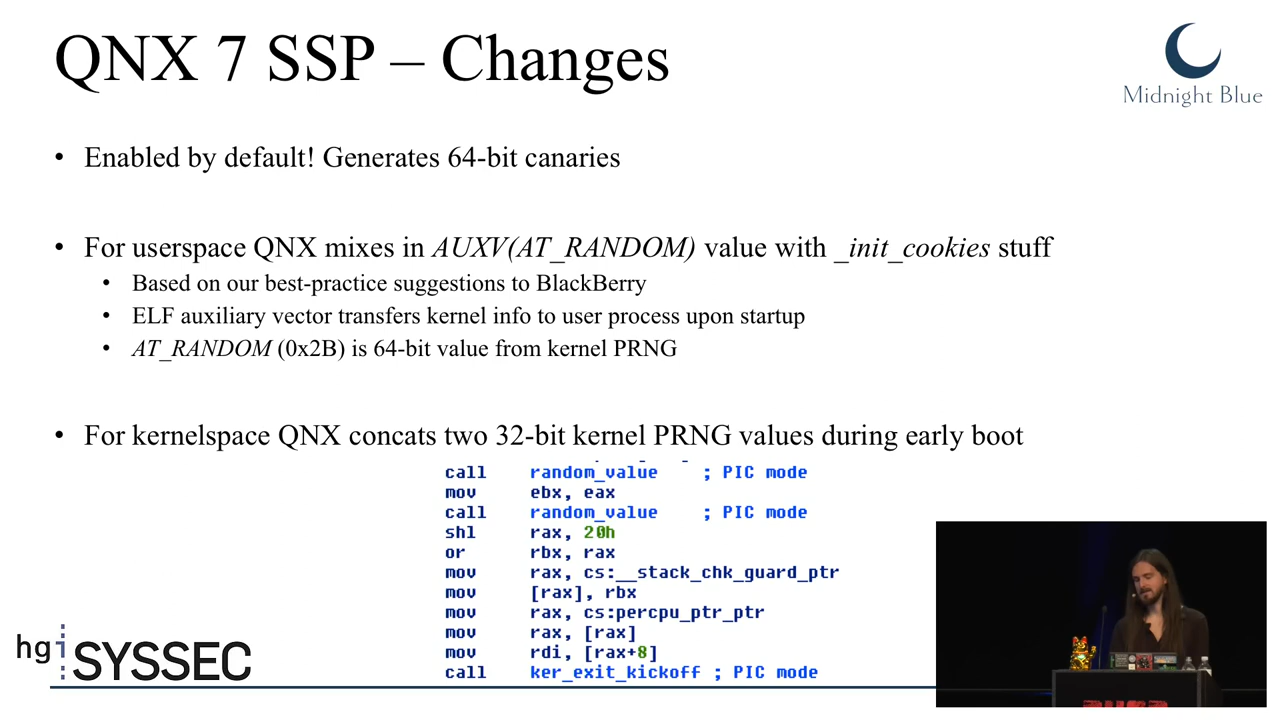 QNX 7 SSP – Changes
Midnight Blue
• Enabled by default! Generates 64-bit canaries
• For userspace QNX mixes in AUXV(AT_RANDOM) value with _init_cookies stuff
• Based on our best-practice suggestions to BlackBerry
• ELF auxiliary vector transfers kernel info to user process upon startup
• AT_RANDOM (0x2B) is 64-bit value from kernel PRNG
• For kernelspace QNX concats two 32-bit kernel PRNG values during early boot
call random_value ; PIC mode
mov ebx, eax
call random_value ; PIC mode
shl rax, 20h
or rbx, rax
mov rax, cs:__stack_chk_guard_ptr
mov [rax], rbx
mov rax, cs:percpu_ptr_ptr
mov rax, [rax]
mov rdi, [rax+8]
call ker_exit_kickoff ; PIC mode
hgi SYSSEC